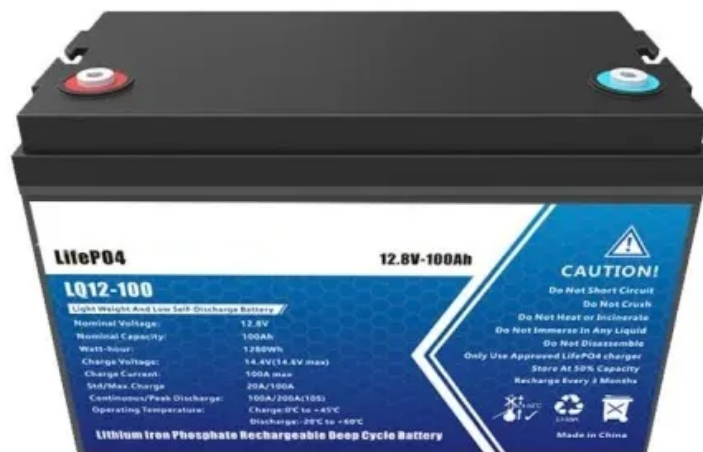 LifePO4
12.8V-100Ah
LQ12-100
Light Weight And Low Self-Discharge Battery
Nominal Voltage: 12.8V
Nominal Capacity: 100Ah
Watt-hour: 1280Wh
Charge Voltage: 14.4V(14.6V max)
Charge Current: 100A max
Std/Max.Charge 20A/100A
Continuous/Peak Discharge: 100A/200A(10S)
Operating Temperature: Charge:0℃ to +45℃
Discharge:-20℃ to +60℃
Lithium Iron Phosphate Rechargeable Deep Cycle Battery
CAUTION!
Do Not Short Circuit
Do Not Crush
Do Not Heat or Incinerate
Do Not Immerse In Any Liquid
Do Not Disassemble
Only Use Approved LifePO4 charger
Store At 50% Capacity
Recharge Every 3 Months
Made in China